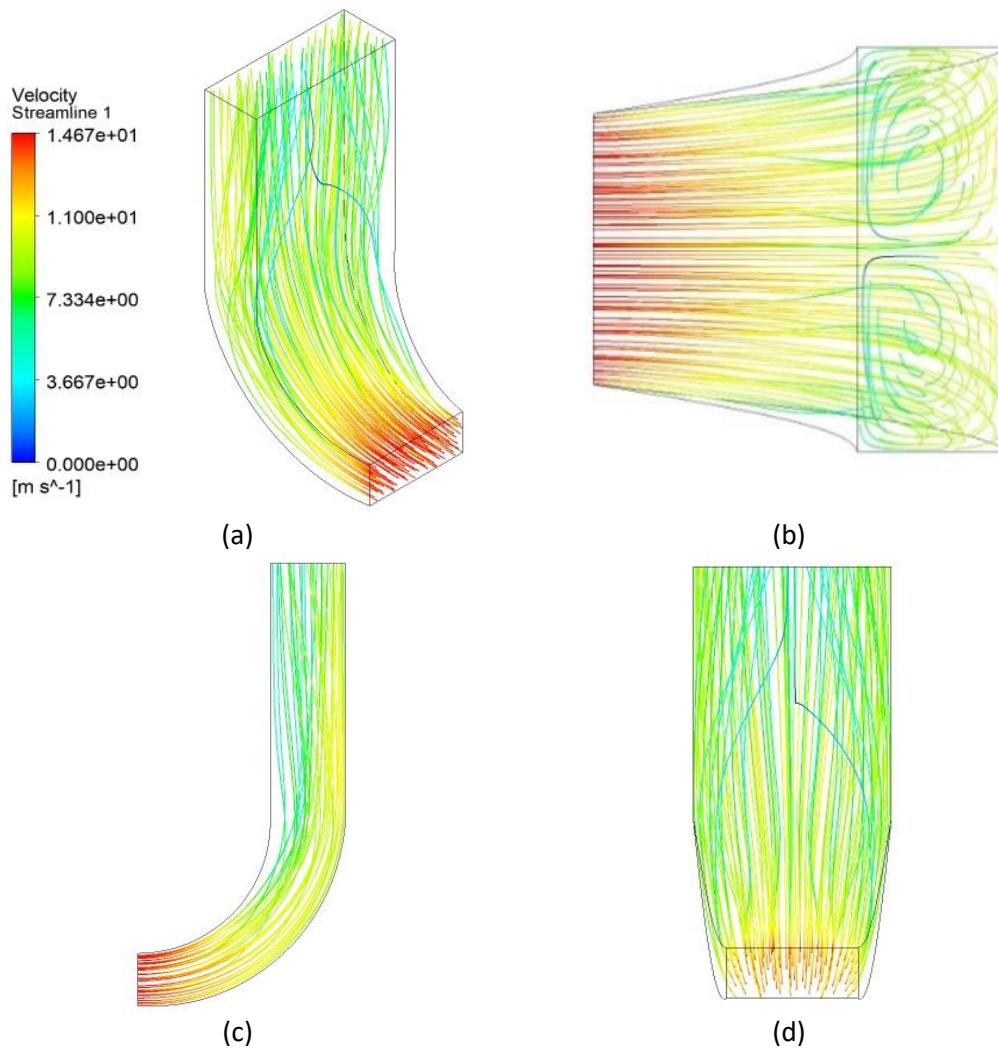 Velocity
Streamline 1
1.467e+01
1.100e+01
7.334e+00
3.667e+00
0.000e+00
[m s^-1]
(a)
(b)
(c)
(d)